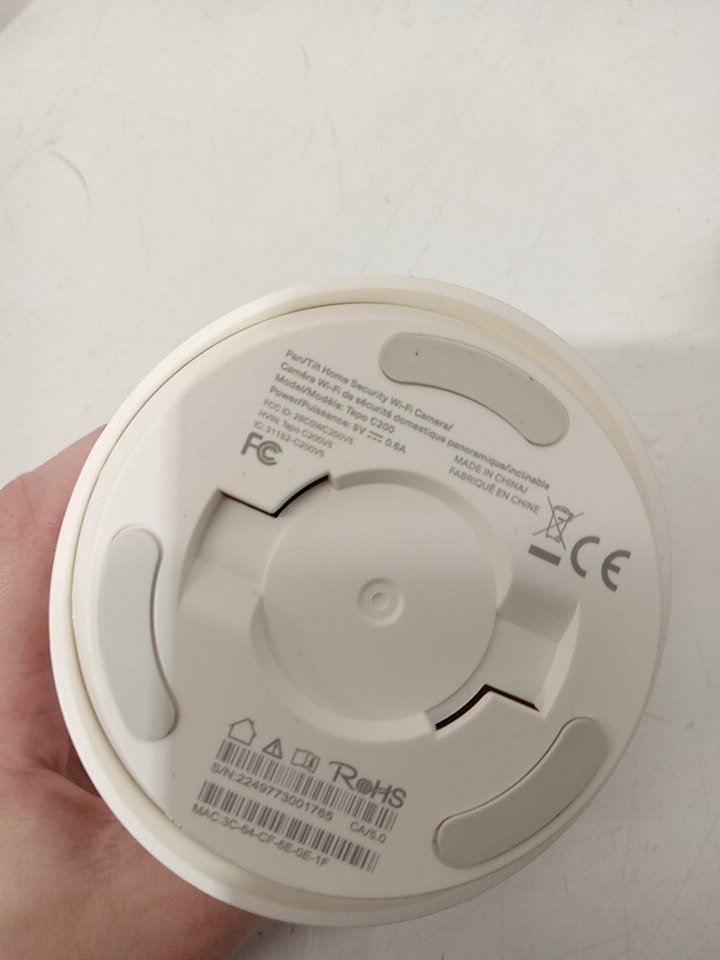 Pan/Tilt Home Security Wi-Fi Camera/
Caméra Wi-Fi de sécurité domestique panoramique/inclinable
Model/Modèle: Tapo C200
Power/Puissance: 9V⎓0.6A
FCC ID: 2BCGWC200V5
HVIN: Tapo C200V5
IC: 31152-C200V5
MADE IN CHINA/
FABRIQUÉ EN CHINE
FC
CE
RoHS
S/N:2249773001765
CA/5.0
MAC:3C-64-CF-5E-0E-1F